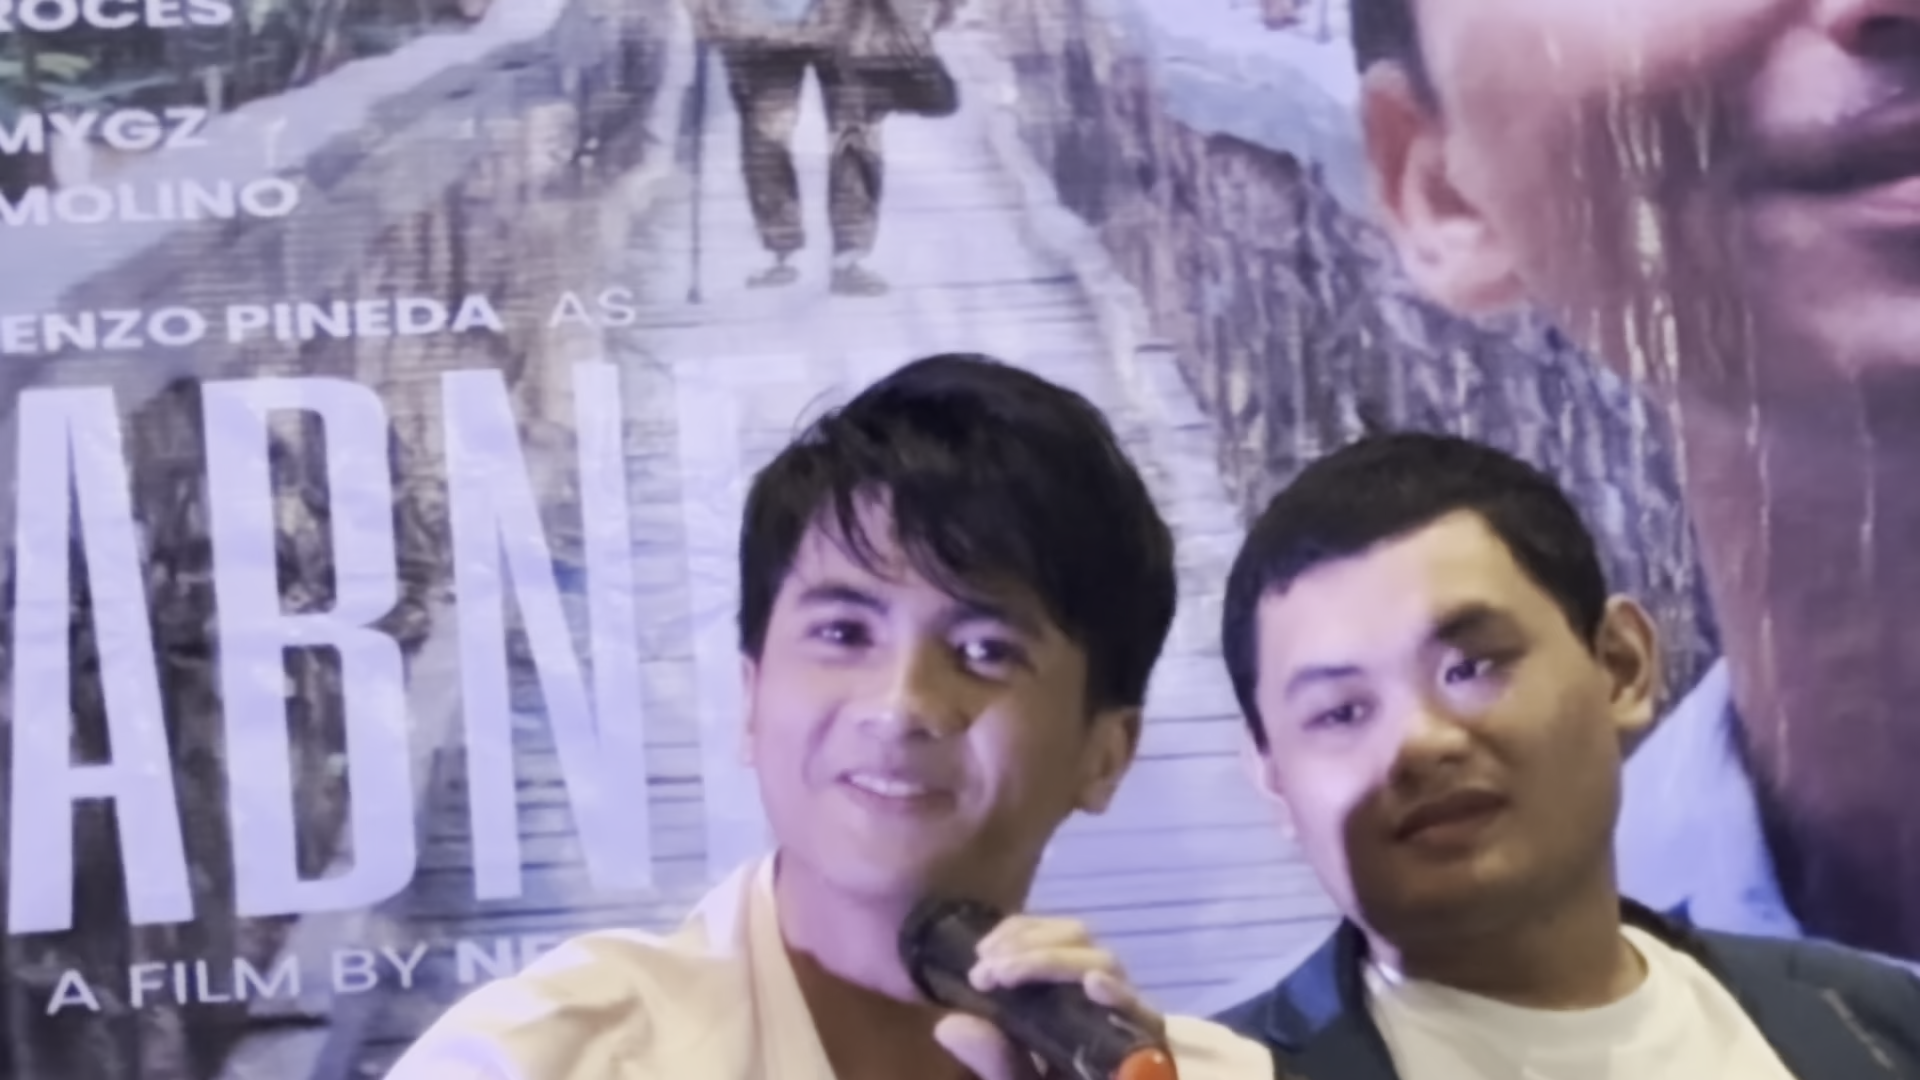 ROCES
MYGZ
MOLINO
ENZO PINEDA AS
ABN
A FILM BY